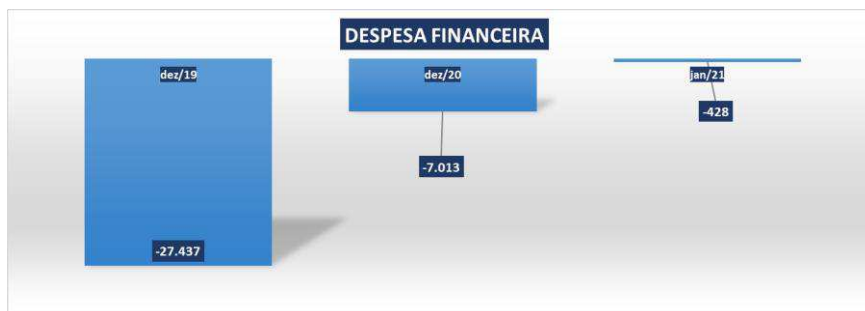 DESPESA FINANCEIRA
dez/19
dez/20
jan/21
-428
-7.013
-27.437